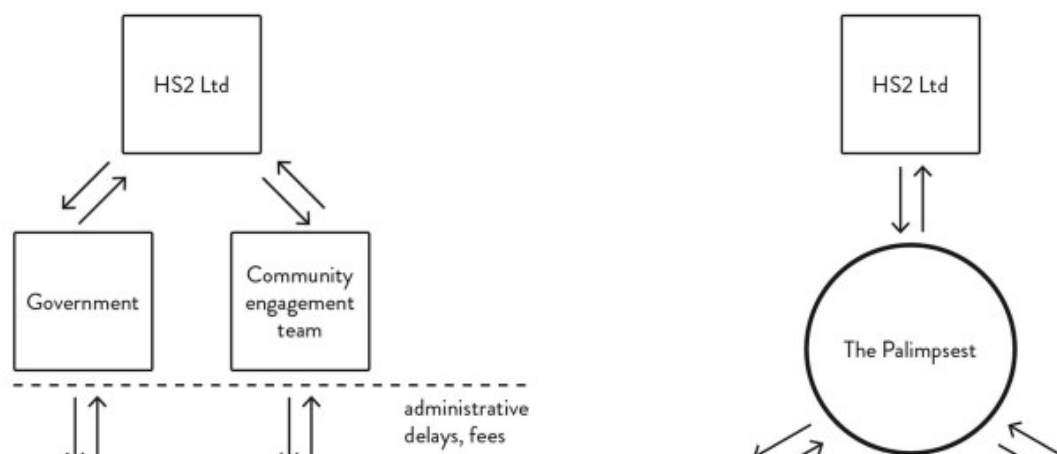 HS2 Ltd
HS2 Ltd
Government
Community
engagement
team
The Palimpsest
administrative
delays, fees